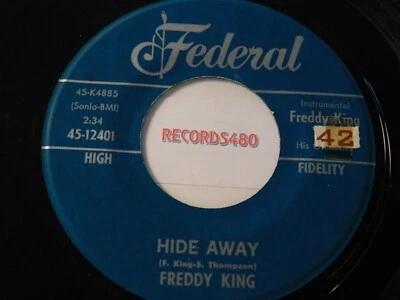 Federal
45-K4885
(Sonlo-BMI)
2:34
45-12401
HIGH
RECORDS480
Instrumental
Freddy King
42
His
FIDELITY
HIDE AWAY
(F. King-S. Thompson)
FREDDY KING